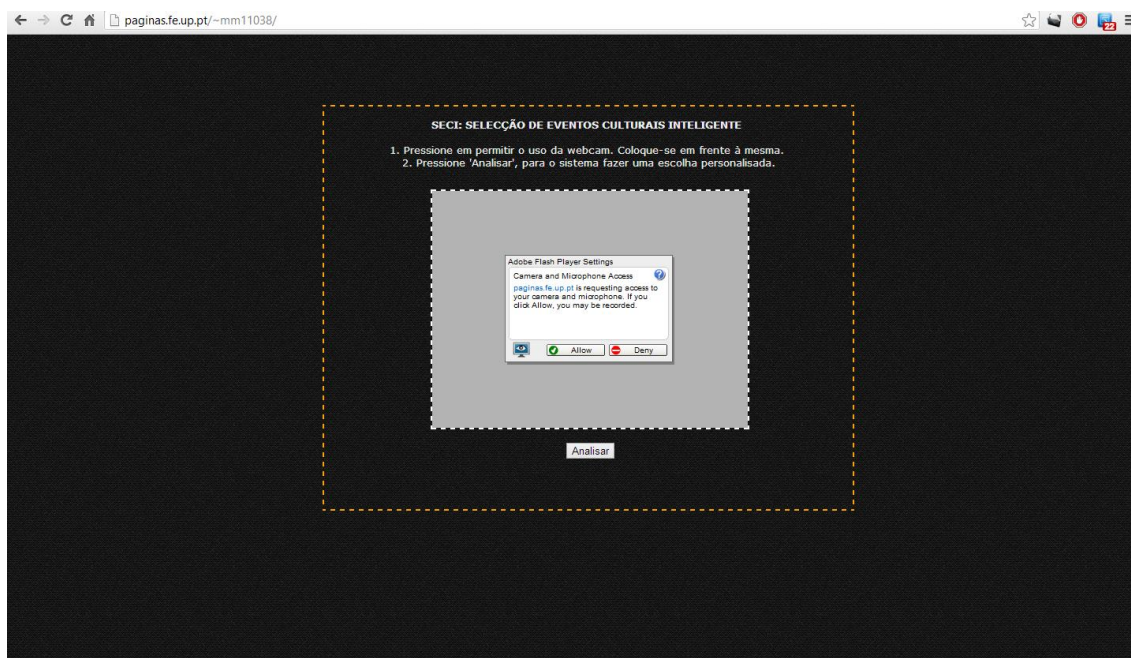 paginas.fe.up.pt/~mm11038/
22
SECI: SELECÇÃO DE EVENTOS CULTURAIS INTELIGENTE
1. Pressione em permitir o uso da webcam. Coloque-se em frente à mesma.
2. Pressione 'Analisar', para o sistema fazer uma escolha personalisada.
Adobe Flash Player Settings
Camera and Microphone Access
paginas.fe.up.pt is requesting access to
your camera and microphone. If you
click Allow, you may be recorded.
Allow Deny
Analisar